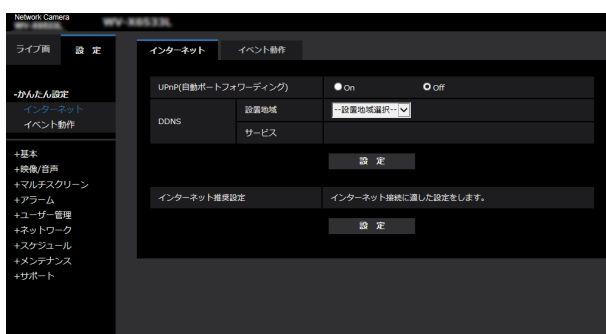 Network Camera
WV-X6533L
ライブ画
設 定
インターネット
イベント動作
-かんたん設定
インターネット
イベント動作
+基本
+映像/音声
+マルチスクリーン
+アラーム
+ユーザー管理
+ネットワーク
+スケジュール
+メンテナンス
+サポート
UPnP(自動ポートフォワーディング)
On
Off
DDNS
設置地域
--設置地域選択--
サービス
設 定
インターネット推奨設定
インターネット接続に適した設定をします。
設 定